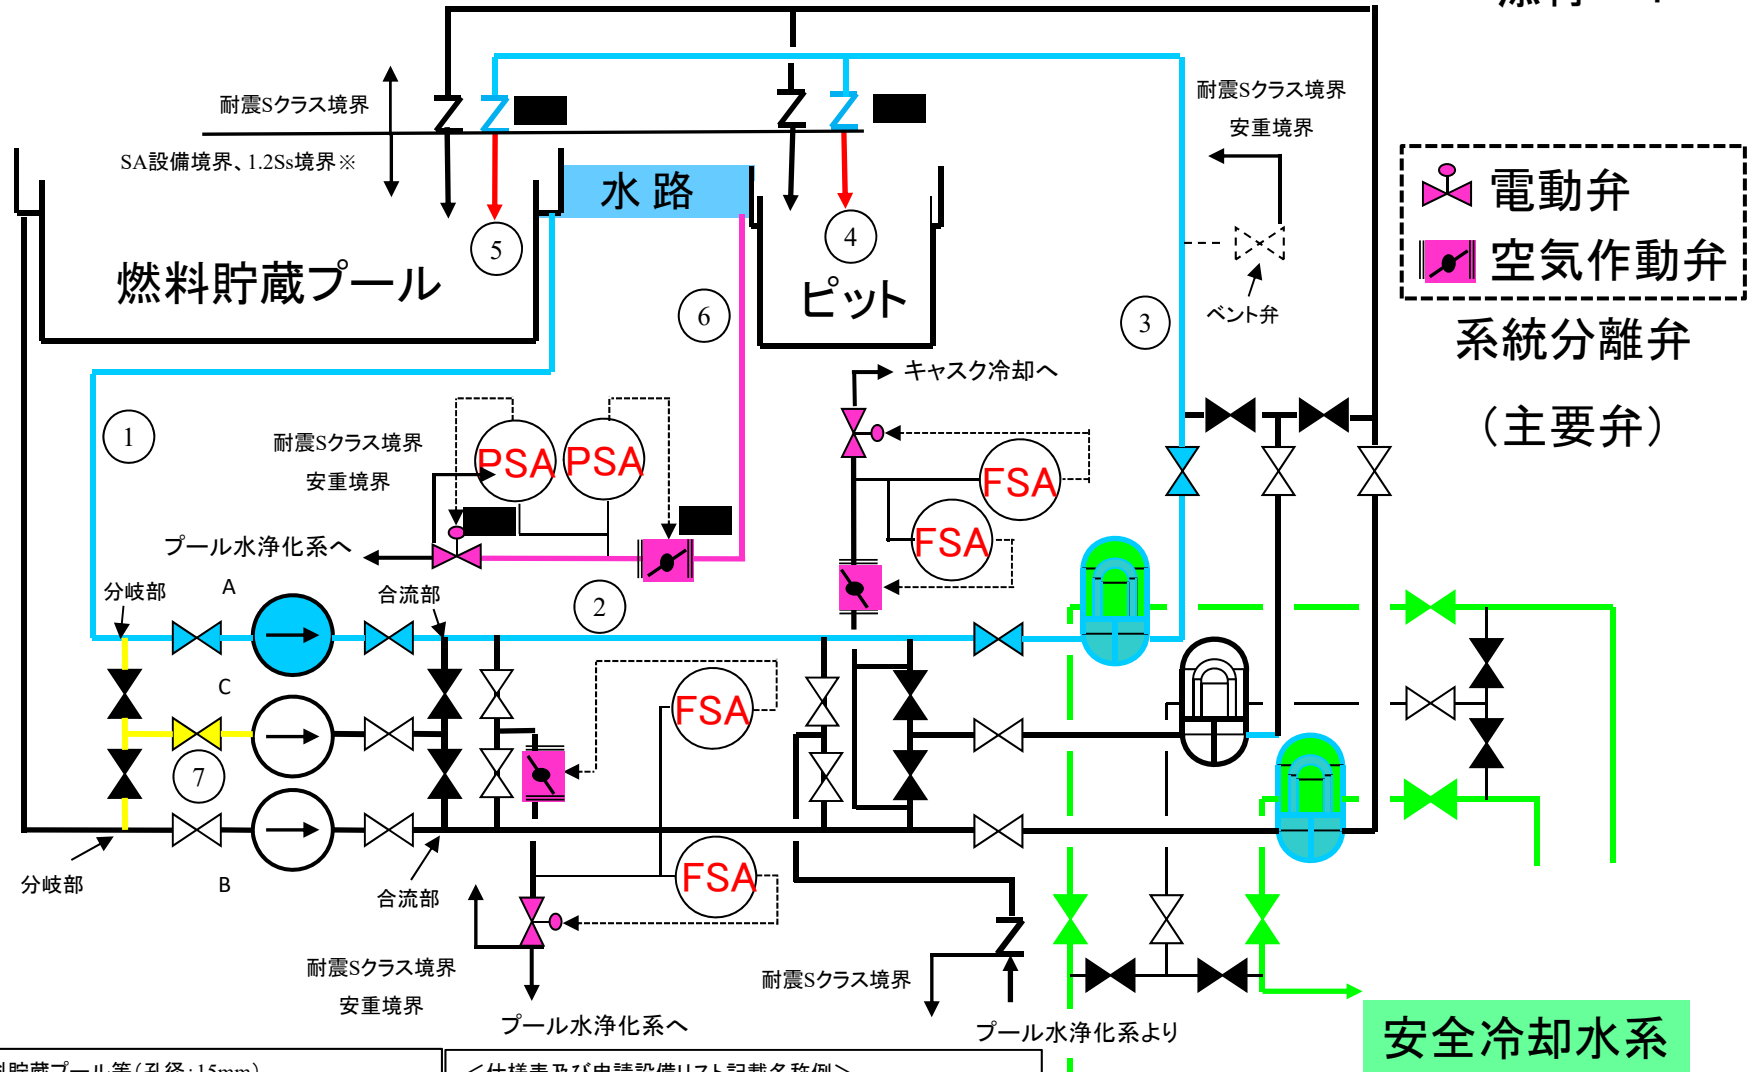 耐震Sクラス境界
SA設備境界、1.2Ss境界※
水 路
5
4
燃料貯蔵プール
ピット
6
3
耐震Sクラス境界
安重境界
ベント弁
電動弁
空気作動弁
系統分離弁
（主要弁）
キャスク冷却へ
1
耐震Sクラス境界
安重境界
PSA
PSA
FSA
FSA
プール水浄化系へ
分岐部
A
合流部
2
C
FSA
7
分岐部
B
合流部
FSA
耐震Sクラス境界
安重境界
プール水浄化系へ
耐震Sクラス境界
プール水浄化系より
安全冷却水系
料貯蔵プール等（孔径：15mm）
＜仕様表及び申請設備リスト記載名称例＞